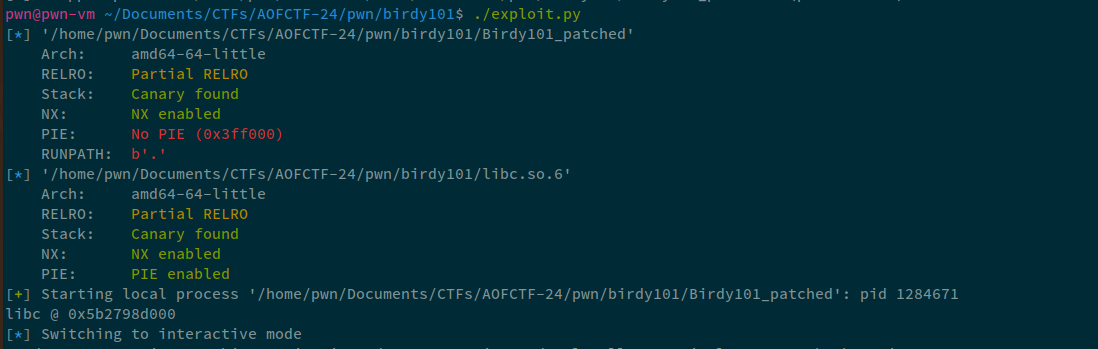 pwn@pwn-vm ~/Documents/CTFs/AOFCTF-24/pwn/birdy101$ ./exploit.py
[*] '/home/pwn/Documents/CTFs/AOFCTF-24/pwn/birdy101/Birdy101_patched'
    Arch:     amd64-64-little
    RELRO:    Partial RELRO
    Stack:    Canary found
    NX:       NX enabled
    PIE:      No PIE (0x3ff000)
    RUNPATH:  b'.'
[*] '/home/pwn/Documents/CTFs/AOFCTF-24/pwn/birdy101/libc.so.6'
    Arch:     amd64-64-little
    RELRO:    Partial RELRO
    Stack:    Canary found
    NX:       NX enabled
    PIE:      PIE enabled
[+] Starting local process '/home/pwn/Documents/CTFs/AOFCTF-24/pwn/birdy101/Birdy101_patched': pid 1284671
libc @ 0x5b2798d000
[*] Switching to interactive mode